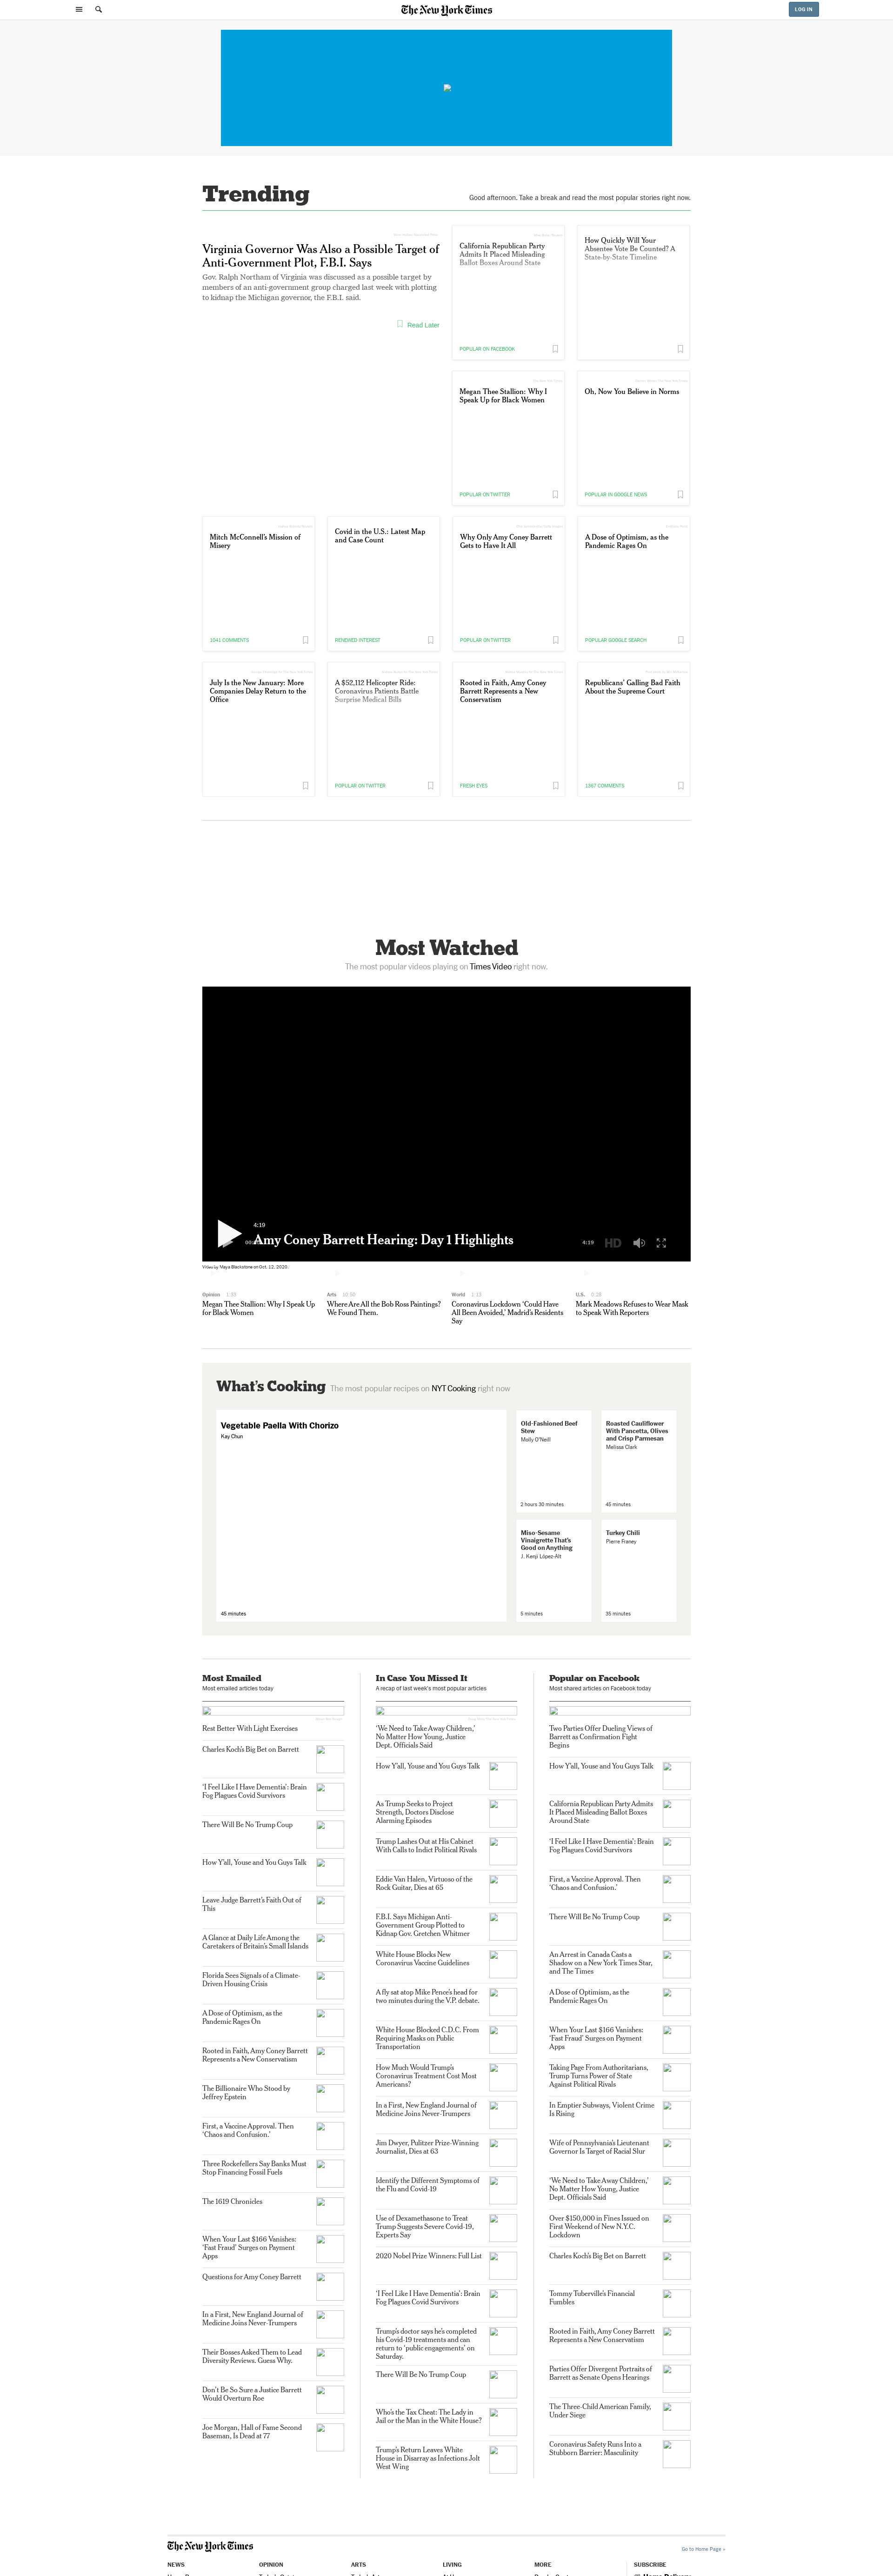 The New York Times
LOG IN
Trending
Good afternoon. Take a break and read the most popular stories right now.
Virginia Governor Was Also a Possible Target of
Anti-Government Plot, F.B.I. Says
Gov. Ralph Northam of Virginia was discussed as a possible target by
members of an anti-government group charged last week with plotting
to kidnap the Michigan governor, the F.B.I. said.
Read Later
California Republican Party
Admits It Placed Misleading
Ballot Boxes Around State
POPULAR ON FACEBOOK
How Quickly Will Your
Absentee Vote Be Counted? A
State-by-State Timeline
Megan Thee Stallion: Why I
Speak Up for Black Women
POPULAR ON TWITTER
Oh, Now You Believe in Norms
POPULAR IN GOOGLE NEWS
Mitch McConnell's Mission of
Misery
1041 COMMENTS
Covid in the U.S.: Latest Map
and Case Count
RENEWED INTEREST
Why Only Amy Coney Barrett
Gets to Have It All
POPULAR ON TWITTER
A Dose of Optimism, as the
Pandemic Rages On
POPULAR GOOGLE SEARCH
July Is the New January: More
Companies Delay Return to the
Office
A $52,112 Helicopter Ride:
Coronavirus Patients Battle
Surprise Medical Bills
POPULAR ON TWITTER
Rooted in Faith, Amy Coney
Barrett Represents a New
Conservatism
FRESH EYES
Republicans' Galling Bad Faith
About the Supreme Court
1367 COMMENTS
Most Watched
The most popular videos playing on Times Video right now.
4:19
Amy Coney Barrett Hearing: Day 1 Highlights
4:19 HD
Video by Maya Blackstone on Oct. 12, 2020.
Opinion 1:39
Megan Thee Stallion: Why I Speak Up
for Black Women
Arts 10:50
Where Are All the Bob Ross Paintings?
We Found Them.
World 1:13
Coronavirus Lockdown 'Could Have
All Been Avoided,' Madrid's Residents
Say
U.S. 0:28
Mark Meadows Refuses to Wear Mask
to Speak With Reporters
What's Cooking The most popular recipes on NYT Cooking right now
Vegetable Paella With Chorizo
Kay Chun
45 minutes
Old-Fashioned Beef
Stew
Molly O'Neill
2 hours 30 minutes
Roasted Cauliflower
With Pancetta, Olives
and Crisp Parmesan
Melissa Clark
45 minutes
Miso-Sesame
Vinaigrette That's
Good on Anything
J. Kenji López-Alt
5 minutes
Turkey Chili
Pierre Franey
35 minutes
Most Emailed
Most emailed articles today
Rest Better With Light Exercises
Charles Koch's Big Bet on Barrett
'I Feel Like I Have Dementia': Brain
Fog Plagues Covid Survivors
There Will Be No Trump Coup
How Y'all, Youse and You Guys Talk
Leave Judge Barrett's Faith Out of
This
A Glance at Daily Life Among the
Caretakers of Britain's Small Islands
Florida Sees Signals of a Climate-
Driven Housing Crisis
A Dose of Optimism, as the
Pandemic Rages On
Rooted in Faith, Amy Coney Barrett
Represents a New Conservatism
The Billionaire Who Stood by
Jeffrey Epstein
First, a Vaccine Approval. Then
'Chaos and Confusion.'
Three Rockefellers Say Banks Must
Stop Financing Fossil Fuels
The 1619 Chronicles
When Your Last $166 Vanishes:
'Fast Fraud' Surges on Payment
Apps
Questions for Amy Coney Barrett
In a First, New England Journal of
Medicine Joins Never-Trumpers
Their Bosses Asked Them to Lead
Diversity Reviews. Guess Why.
Don't Be So Sure a Justice Barrett
Would Overturn Roe
Joe Morgan, Hall of Fame Second
Baseman, Is Dead at 77
In Case You Missed It
A recap of last week's most popular articles
'We Need to Take Away Children,'
No Matter How Young, Justice
Dept. Officials Said
How Y'all, Youse and You Guys Talk
As Trump Seeks to Project
Strength, Doctors Disclose
Alarming Episodes
Trump Lashes Out at His Cabinet
With Calls to Indict Political Rivals
Eddie Van Halen, Virtuoso of the
Rock Guitar, Dies at 65
F.B.I. Says Michigan Anti-
Government Group Plotted to
Kidnap Gov. Gretchen Whitmer
White House Blocks New
Coronavirus Vaccine Guidelines
A fly sat atop Mike Pence's head for
two minutes during the V.P. debate.
White House Blocked C.D.C. From
Requiring Masks on Public
Transportation
How Much Would Trump's
Coronavirus Treatment Cost Most
Americans?
In a First, New England Journal of
Medicine Joins Never-Trumpers
Jim Dwyer, Pulitzer Prize-Winning
Journalist, Dies at 63
Identify the Different Symptoms of
the Flu and Covid-19
Use of Dexamethasone to Treat
Trump Suggests Severe Covid-19,
Experts Say
2020 Nobel Prize Winners: Full List
'I Feel Like I Have Dementia': Brain
Fog Plagues Covid Survivors
Trump's doctor says he's completed
his Covid-19 treatments and can
return to 'public engagements' on
Saturday.
There Will Be No Trump Coup
Who's the Tax Cheat: The Lady in
Jail or the Man in the White House?
Trump's Return Leaves White
House in Disarray as Infections Jolt
West Wing
Popular on Facebook
Most shared articles on Facebook today
Two Parties Offer Dueling Views of
Barrett as Confirmation Fight
Begins
How Y'all, Youse and You Guys Talk
California Republican Party Admits
It Placed Misleading Ballot Boxes
Around State
'I Feel Like I Have Dementia': Brain
Fog Plagues Covid Survivors
First, a Vaccine Approval. Then
'Chaos and Confusion.'
There Will Be No Trump Coup
An Arrest in Canada Casts a
Shadow on a New York Times Star,
and The Times
A Dose of Optimism, as the
Pandemic Rages On
When Your Last $166 Vanishes:
'Fast Fraud' Surges on Payment
Apps
Taking Page From Authoritarians,
Trump Turns Power of State
Against Political Rivals
In Emptier Subways, Violent Crime
Is Rising
Wife of Pennsylvania's Lieutenant
Governor Is Target of Racial Slur
'We Need to Take Away Children,'
No Matter How Young, Justice
Dept. Officials Said
Over $150,000 in Fines Issued on
First Weekend of New N.Y.C.
Lockdown
Charles Koch's Big Bet on Barrett
Tommy Tuberville's Financial
Fumbles
Rooted in Faith, Amy Coney Barrett
Represents a New Conservatism
Parties Offer Divergent Portraits of
Barrett as Senate Opens Hearings
The Three-Child American Family,
Under Siege
Coronavirus Safety Runs Into a
Stubborn Barrier: Masculinity
The New York Times
Go to Home Page »
NEWS
OPINION
ARTS
LIVING
MORE
SUBSCRIBE